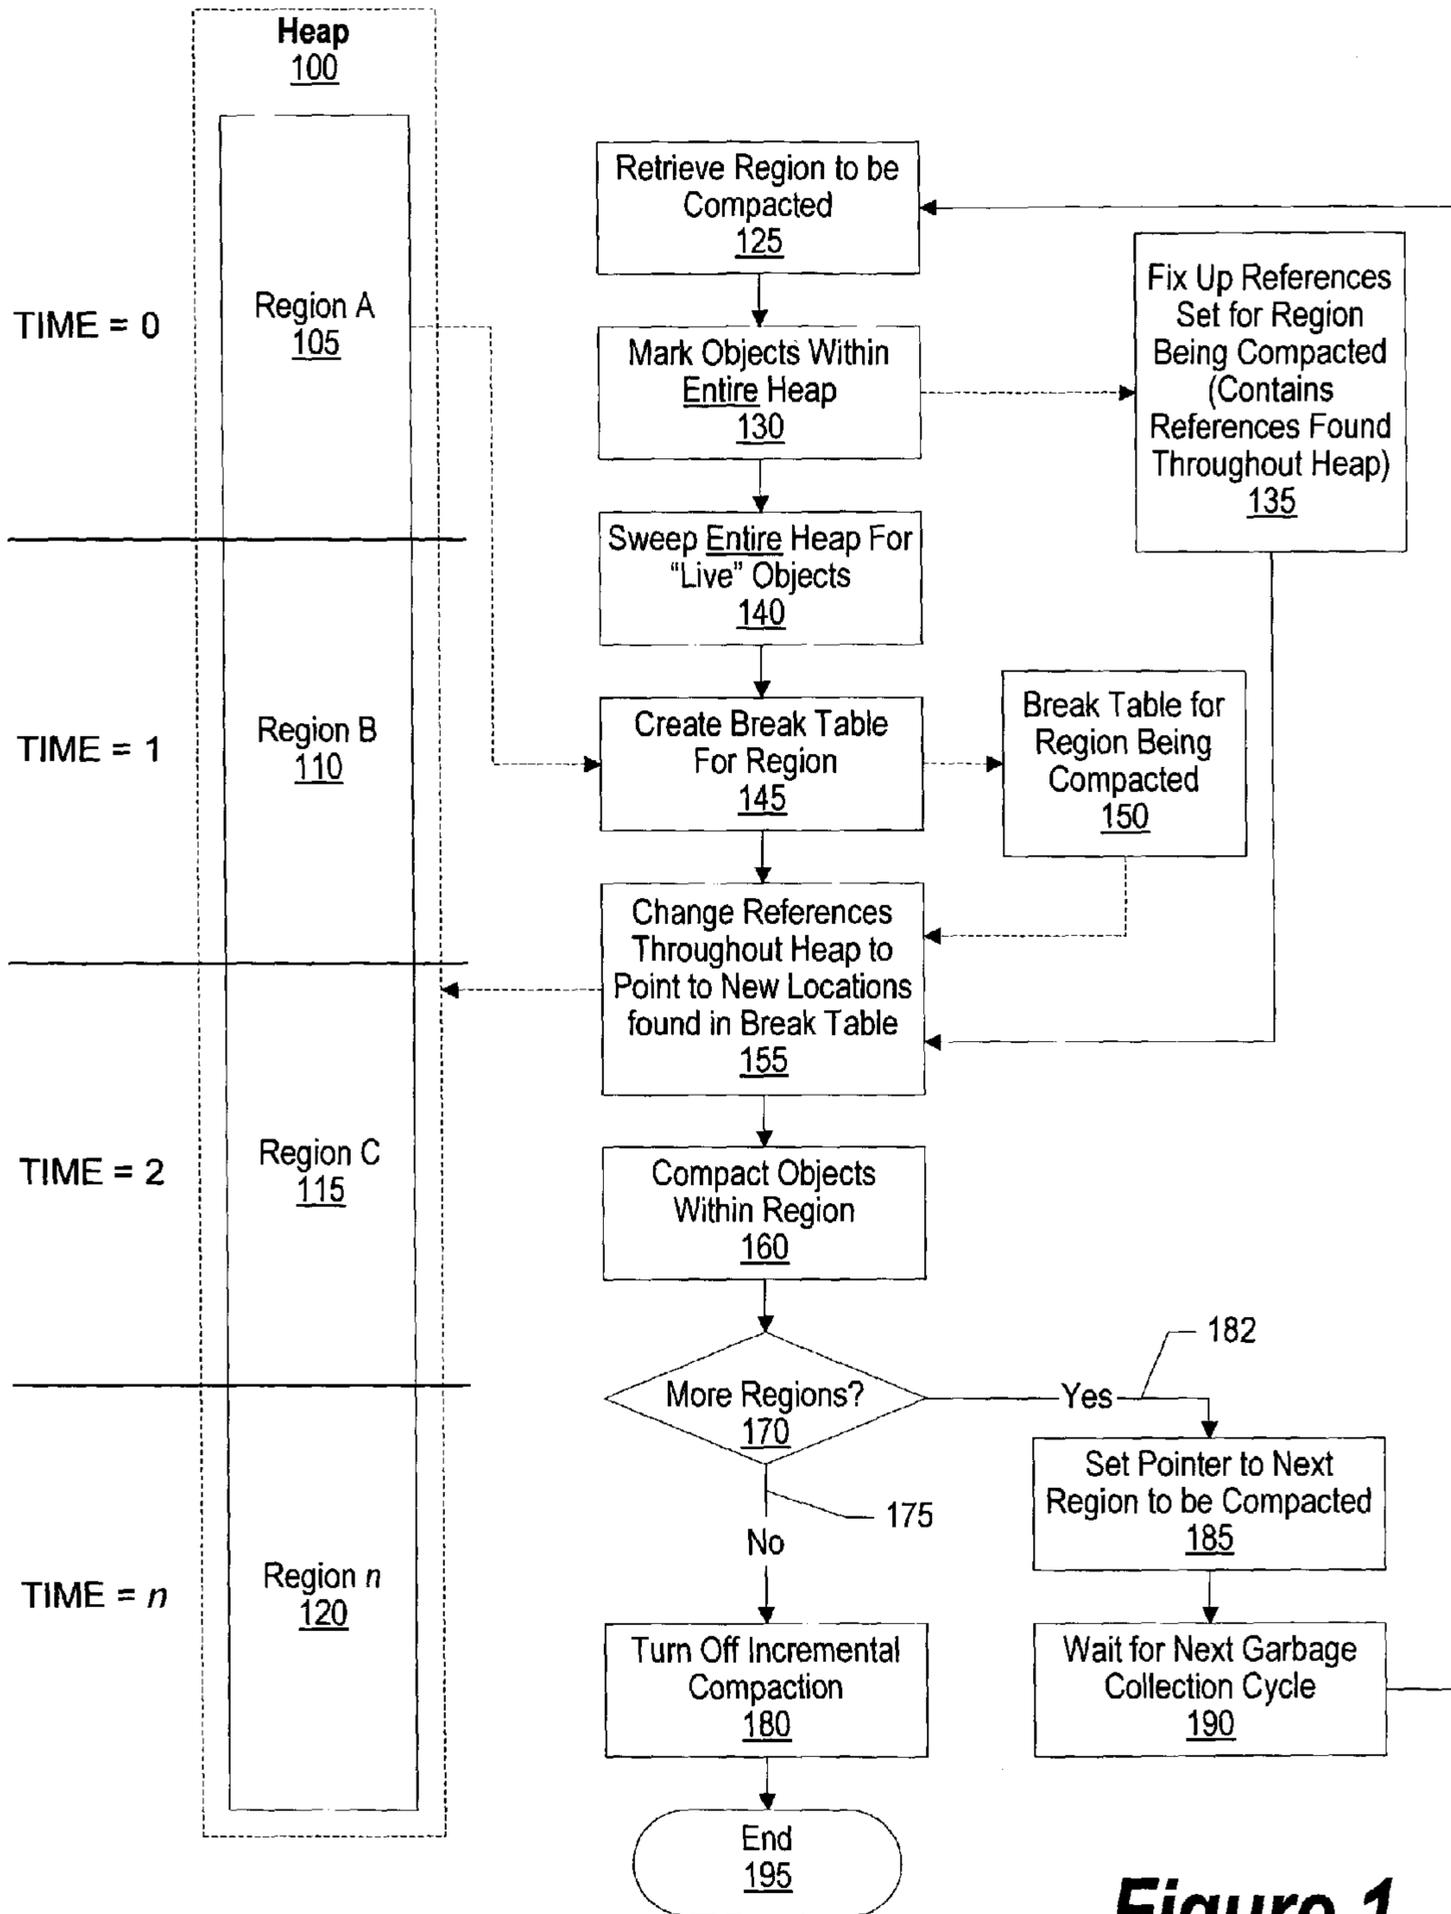 Heap
100
TIME = 0
Region A
105
TIME = 1
Region B
110
TIME = 2
Region C
115
TIME = n
Region n
120
Retrieve Region to be
Compacted
125
Mark Objects Within
Entire Heap
130
Fix Up References
Set for Region
Being Compacted
(Contains
References Found
Throughout Heap)
135
Sweep Entire Heap For
“Live” Objects
140
Create Break Table
For Region
145
Break Table for
Region Being
Compacted
150
Change References
Throughout Heap to
Point to New Locations
found in Break Table
155
Compact Objects
Within Region
160
More Regions?
170
Yes
182
Set Pointer to Next
Region to be Compacted
185
Wait for Next Garbage
Collection Cycle
190
No
175
Turn Off Incremental
Compaction
180
End
195
Figure 1